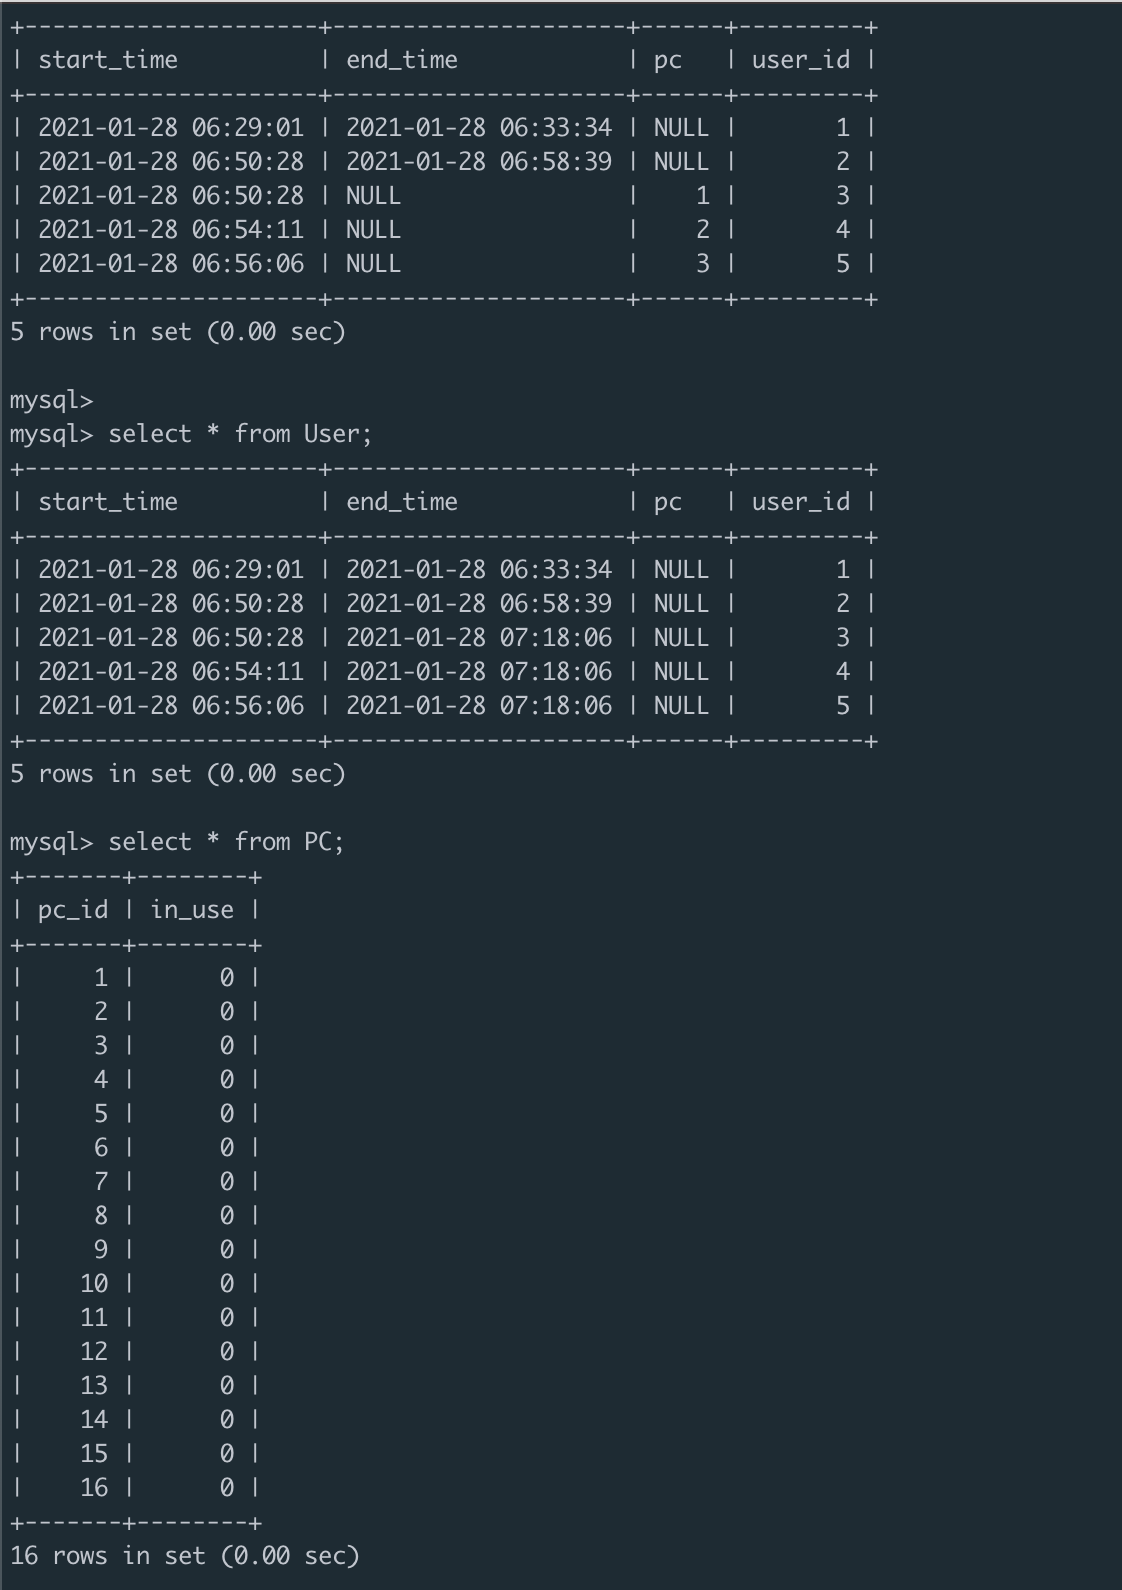 +---------------------+---------------------+------+---------+
| start_time          | end_time            | pc   | user_id |
+---------------------+---------------------+------+---------+
| 2021-01-28 06:29:01 | 2021-01-28 06:33:34 | NULL |       1 |
| 2021-01-28 06:50:28 | 2021-01-28 06:58:39 | NULL |       2 |
| 2021-01-28 06:50:28 | NULL                |    1 |       3 |
| 2021-01-28 06:54:11 | NULL                |    2 |       4 |
| 2021-01-28 06:56:06 | NULL                |    3 |       5 |
+---------------------+---------------------+------+---------+
5 rows in set (0.00 sec)

mysql>
mysql> select * from User;
+---------------------+---------------------+------+---------+
| start_time          | end_time            | pc   | user_id |
+---------------------+---------------------+------+---------+
| 2021-01-28 06:29:01 | 2021-01-28 06:33:34 | NULL |       1 |
| 2021-01-28 06:50:28 | 2021-01-28 06:58:39 | NULL |       2 |
| 2021-01-28 06:50:28 | 2021-01-28 07:18:06 | NULL |       3 |
| 2021-01-28 06:54:11 | 2021-01-28 07:18:06 | NULL |       4 |
| 2021-01-28 06:56:06 | 2021-01-28 07:18:06 | NULL |       5 |
+---------------------+---------------------+------+---------+
5 rows in set (0.00 sec)

mysql> select * from PC;
+-------+--------+
| pc_id | in_use |
+-------+--------+
|     1 |      0 |
|     2 |      0 |
|     3 |      0 |
|     4 |      0 |
|     5 |      0 |
|     6 |      0 |
|     7 |      0 |
|     8 |      0 |
|     9 |      0 |
|    10 |      0 |
|    11 |      0 |
|    12 |      0 |
|    13 |      0 |
|    14 |      0 |
|    15 |      0 |
|    16 |      0 |
+-------+--------+
16 rows in set (0.00 sec)